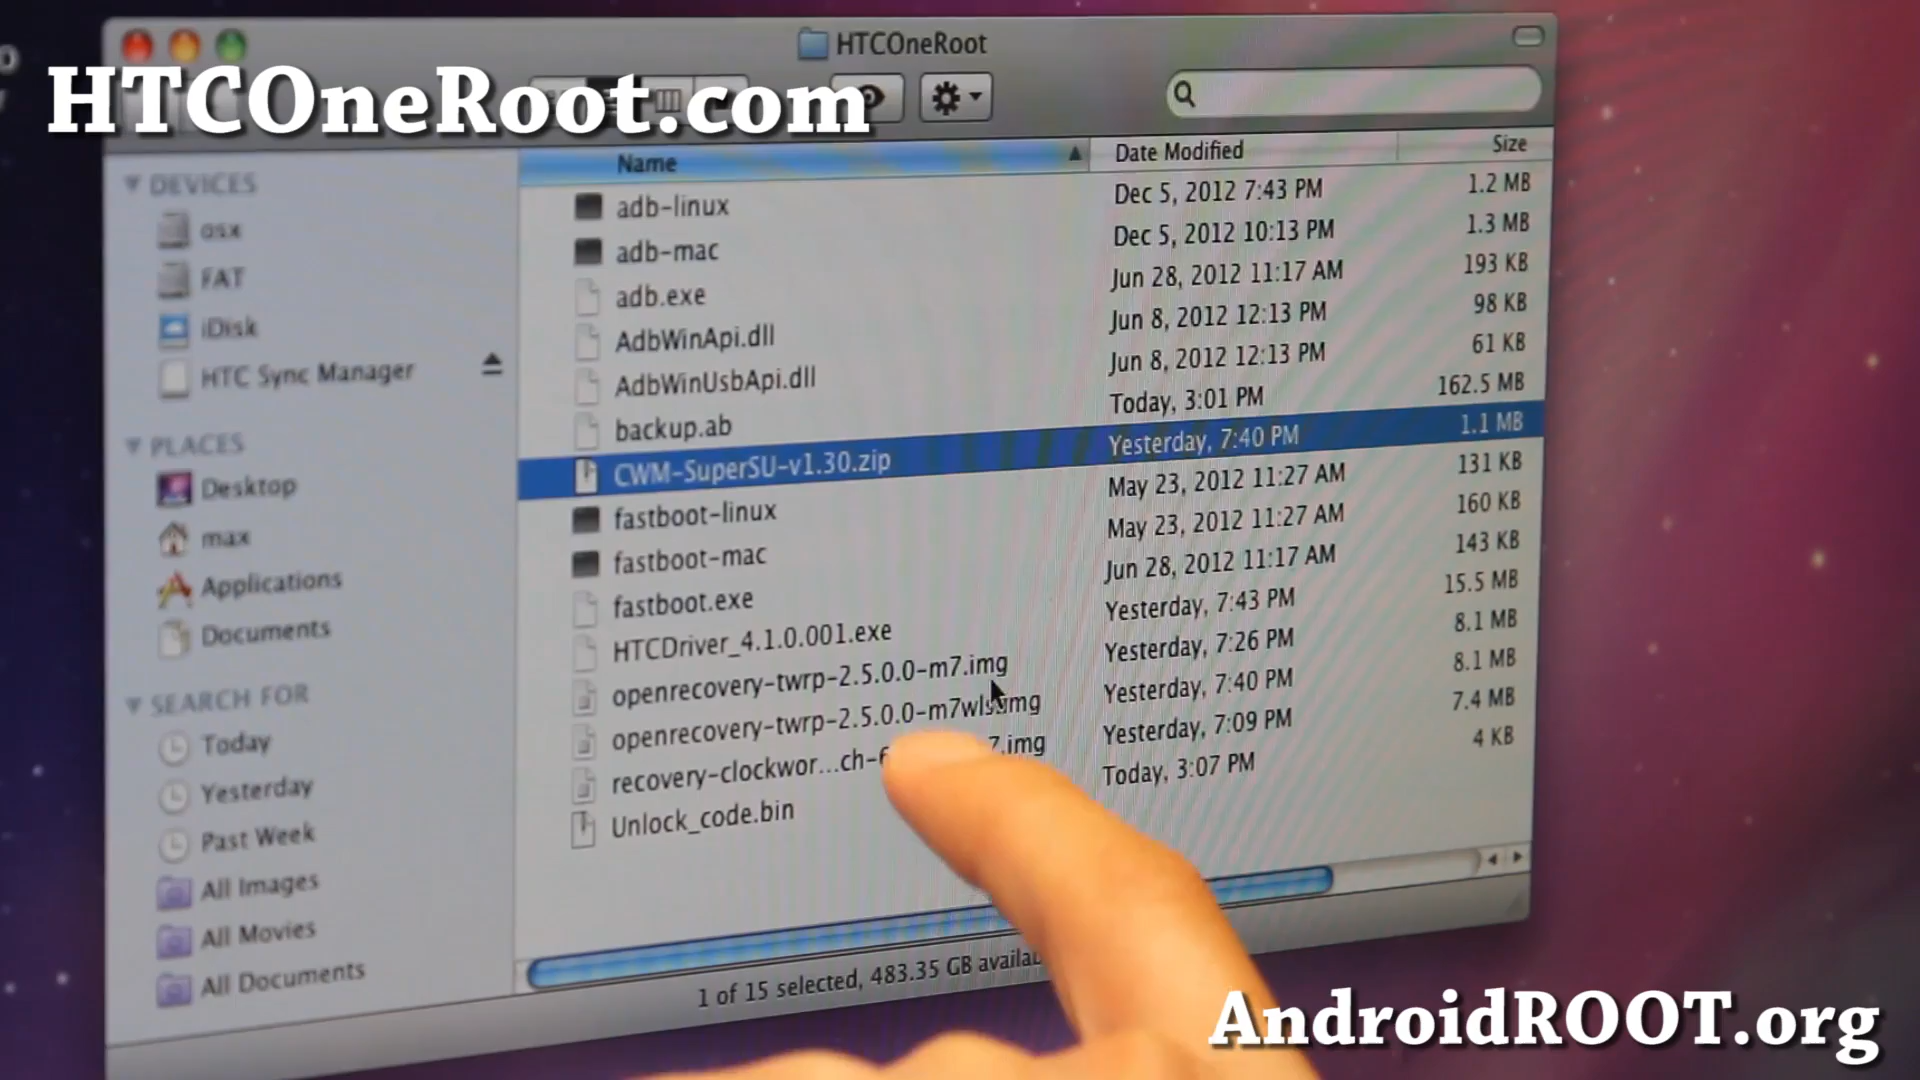 HTCOneRoot
HTCOneRoot.com
Name Date Modified Size
DEVICES
osx
FAT
iDisk
HTC Sync Manager
PLACES
Desktop
max
Applications
Documents
SEARCH FOR
Today
Yesterday
Past Week
All Images
All Movies
All Documents
adb-linux Dec 5, 2012 7:43 PM 1.2 MB
adb-mac Dec 5, 2012 10:13 PM 1.3 MB
adb.exe Jun 28, 2012 11:17 AM 193 KB
AdbWinApi.dll Jun 8, 2012 12:13 PM 98 KB
AdbWinUsbApi.dll Jun 8, 2012 12:13 PM 61 KB
backup.ab Today, 3:01 PM 162.5 MB
CWM-SuperSU-v1.30.zip Yesterday, 7:40 PM 1.1 MB
fastboot-linux May 23, 2012 11:27 AM 131 KB
fastboot-mac May 23, 2012 11:27 AM 160 KB
fastboot.exe Jun 28, 2012 11:17 AM 143 KB
HTCDriver_4.1.0.001.exe Yesterday, 7:43 PM 15.5 MB
openrecovery-twrp-2.5.0.0-m7.img Yesterday, 7:26 PM 8.1 MB
openrecovery-twrp-2.5.0.0-m7wls.img Yesterday, 7:40 PM 8.1 MB
recovery-clockwor...ch- 7.img Yesterday, 7:09 PM 7.4 MB
Unlock_code.bin Today, 3:07 PM 4 KB
1 of 15 selected, 483.35 GB
AndroidROOT.org